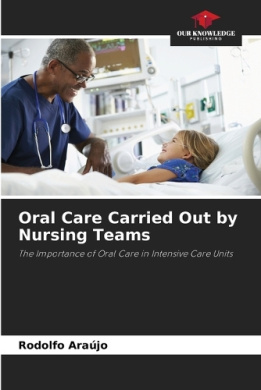 OUR KNOWLEDGE
PUBLISHING
Oral Care Carried Out by
Nursing Teams
The Importance of Oral Care in Intensive Care Units
Rodolfo Araújo